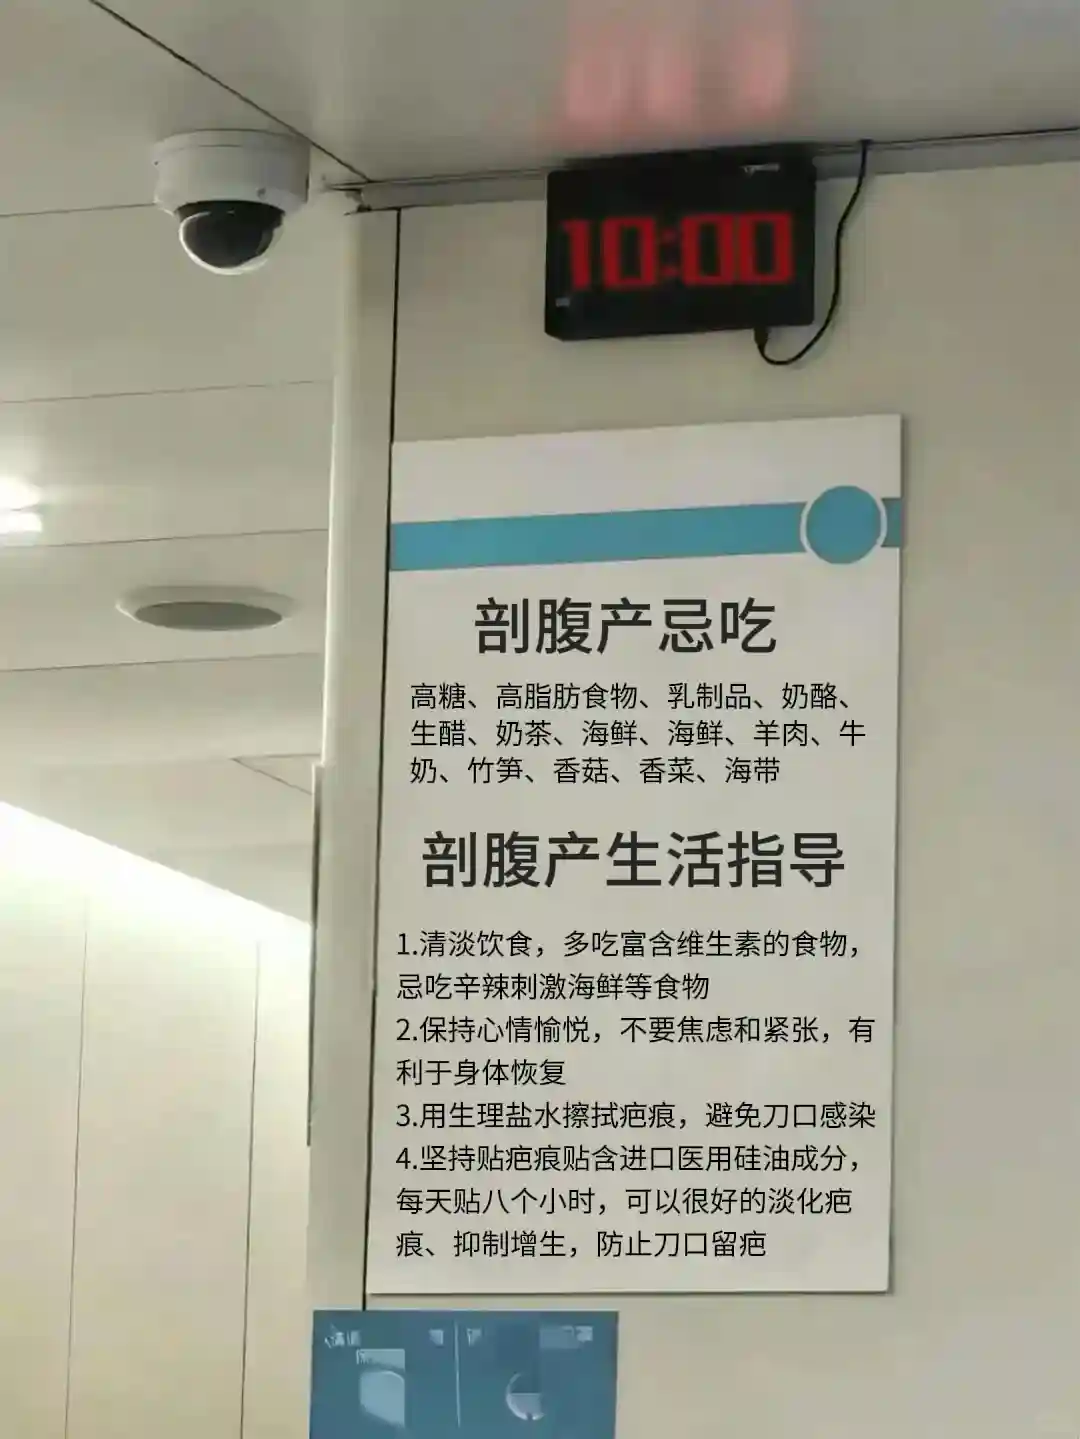 10:00
剖腹产忌吃
高糖、高脂肪食物、乳制品、奶酪、
生醋、奶茶、海鲜、海鲜、羊肉、牛
奶、竹笋、香菇、香菜、海带
剖腹产生活指导
1.清淡饮食，多吃富含维生素的食物，
忌吃辛辣刺激海鲜等食物
2.保持心情愉悦，不要焦虑和紧张，有
利于身体恢复
3.用生理盐水擦拭疤痕，避免刀口感染
4.坚持贴疤痕贴含进口医用硅油成分，
每天贴八个小时，可以很好的淡化疤
痕、抑制增生，防止刀口留疤